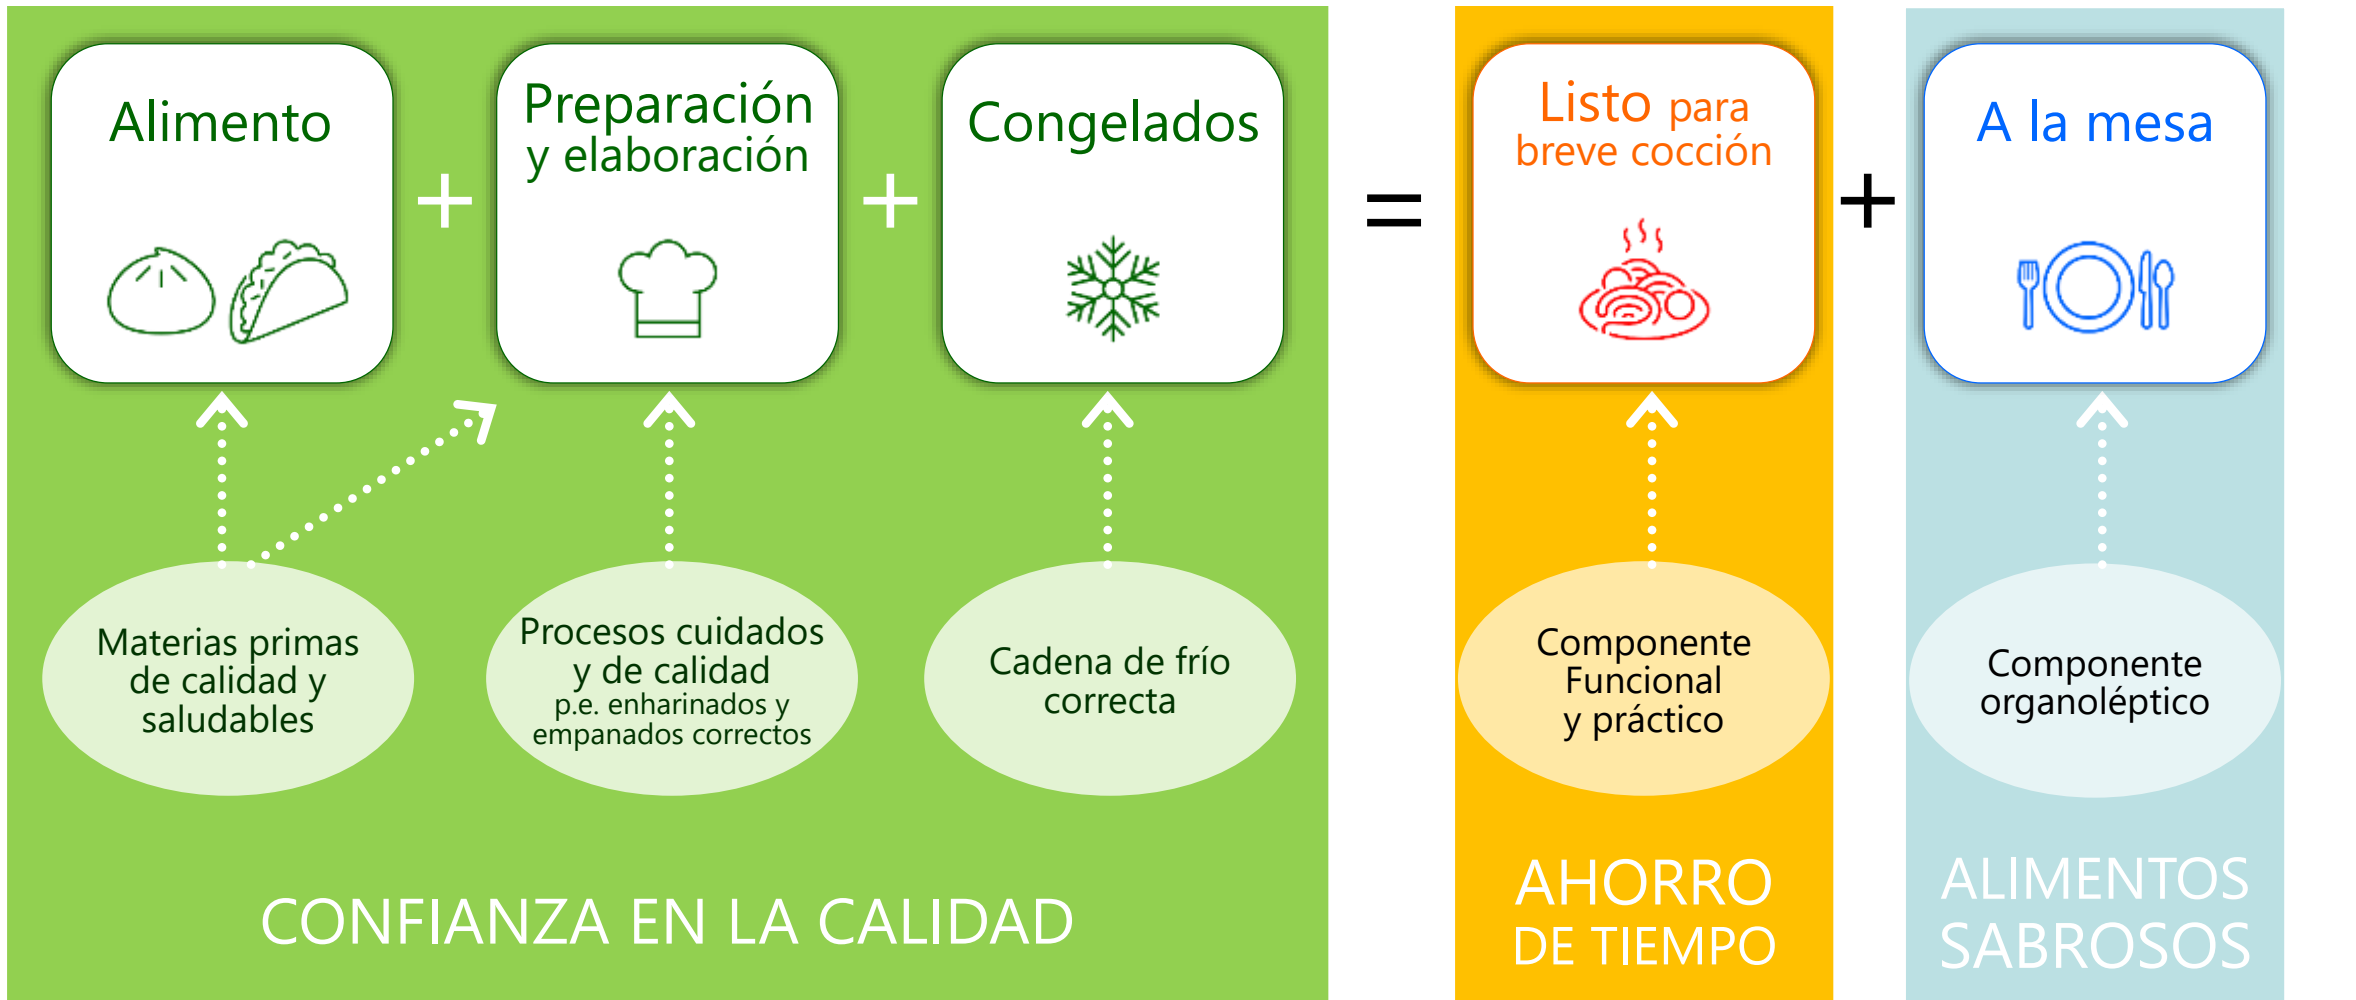 Alimento
+
Preparación
y elaboración
+
Congelados
=
Listo para
breve cocción
+
A la mesa
Materias primas
de calidad y
saludables
Procesos cuidados
y de calidad
p.e. enharinados y
empanados correctos
Cadena de frío
correcta
Componente
Funcional
y práctico
Componente
organoléptico
CONFIANZA EN LA CALIDAD
AHORRO
DE TIEMPO
ALIMENTOS
SABROSOS